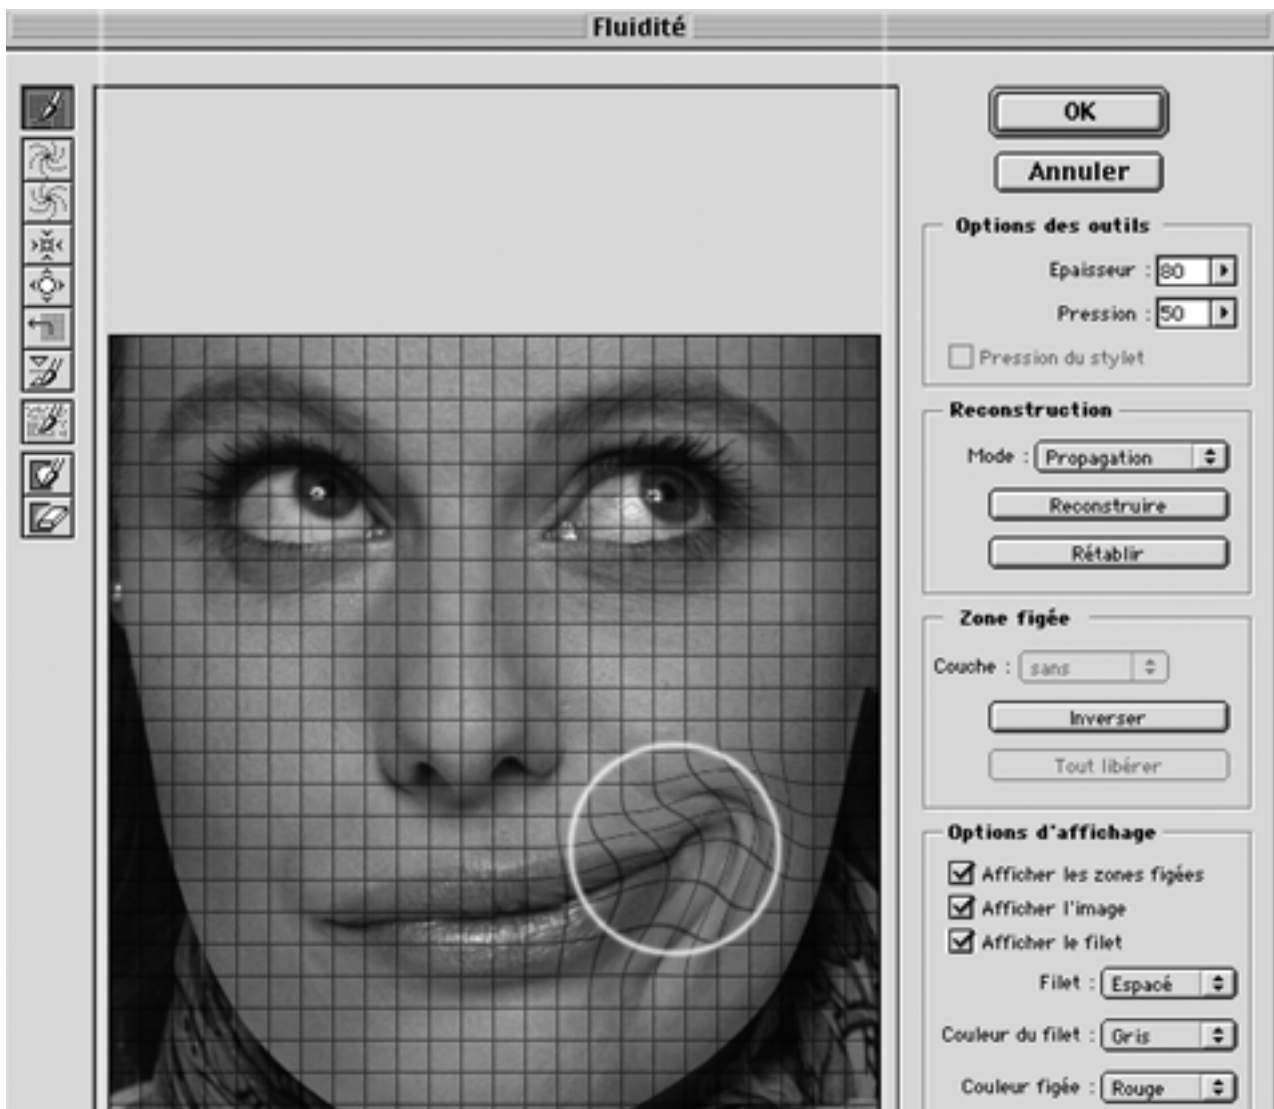 Fluidité
OK
Annuler
Options des outils
Epaisseur : 80
Pression : 50
Pression du stylet
Reconstruction
Mode : Propagation
Reconstruire
Rétablir
Zone figée
Couche : sans
Inverser
Tout libérer
Options d'affichage
Afficher les zones figées
Afficher l'image
Afficher le filet
Filet : Espacé
Couleur du filet : Gris
Couleur figée : Rouge